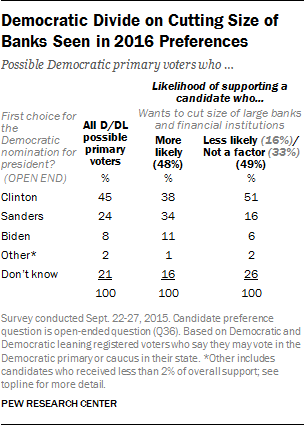 Democratic Divide on Cutting Size of
Banks Seen in 2016 Preferences
Possible Democratic primary voters who ...
Likelihood of supporting a
candidate who...
First choice for
the
Democratic
nomination for
president?
(OPEN END)
All D/DL
possible
primary
voters
Wants to cut size of large banks
and financial institutions
More
likely
(48%)
Less likely (16%)/
Not a factor (33%)
(49%)
% % %
Clinton 45 38 51
Sanders 24 34 16
Biden 8 11 6
Other* 2 1 2
Don't know 21 16 26
100 100 100
Survey conducted Sept. 22-27, 2015. Candidate preference
question is open-ended question (Q36). Based on Democratic and
Democratic leaning registered voters who say they may vote in the
Democratic primary or caucus in their state. *Other includes
candidates who received less than 2% of overall support; see
topline for more detail.
PEW RESEARCH CENTER